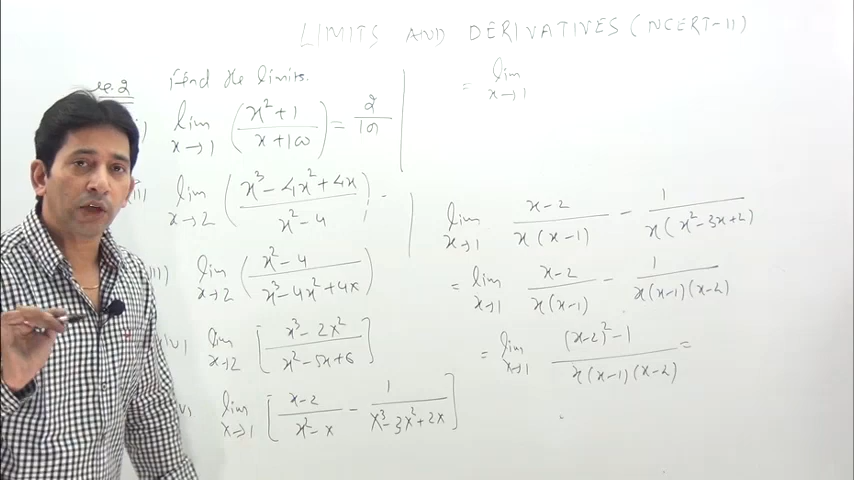 LIMITS AND DERIVATIVES (NCERT-11)
Find the limits.
lim x→1 (x² + 1 / x + 100) = 2 /
ii) lim x→2 (x³ - 4x² + 4x / x² - 4)
iii) lim x→2 (x² - 4 / x³ - 4x² + 4x)
iv) lim x→2 [x³ - 2x² / x² - 5x + 6]
v) lim x→1 [x-2 / x² - x - 1 / x³ - 3x² + 2x]
= lim x→1
lim x→1 x-2 / x(x-1) - 1 / x(x² - 3x + 2)
= lim x→1 x-2 / x(x-1) - 1 / x(x-1)(x-2)
= lim x→1 (x-2)² - 1 / x(x-1)(x-2) =